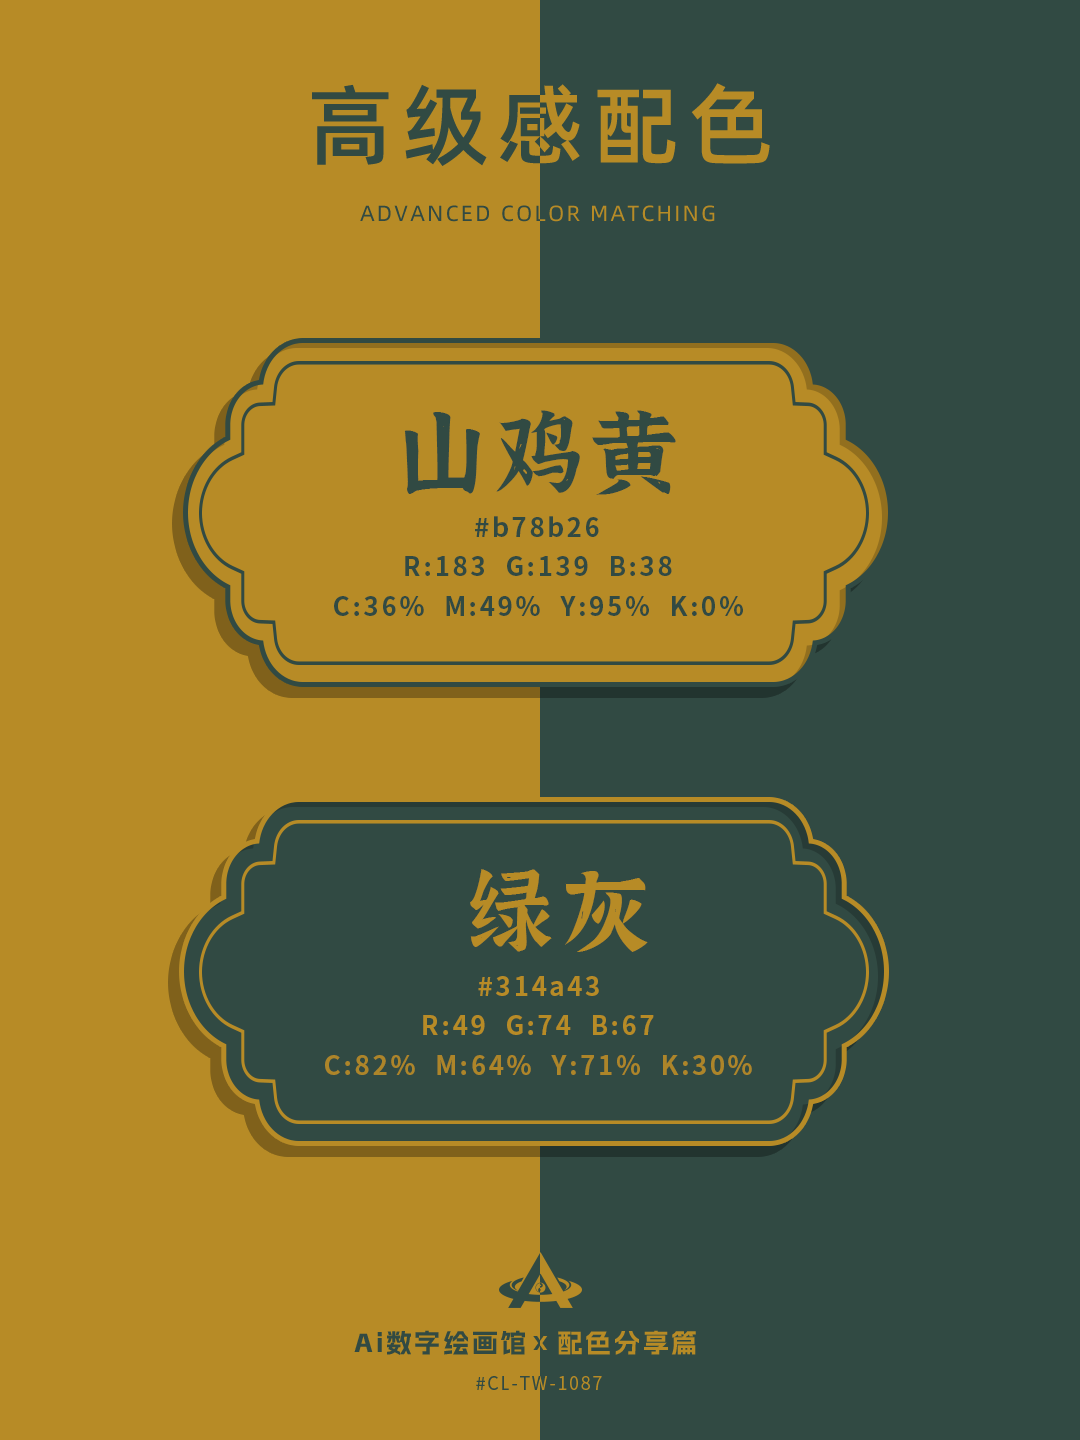 高级感配色
ADVANCED COLOR MATCHING
山鸡黄
#b78b26
R:183 G:139 B:38
C:36% M:49% Y:95% K:0%
绿灰
#314a43
R:49 G:74 B:67
C:82% M:64% Y:71% K:30%
Ai数字绘画馆 x 配色分享篇
#CL-TW-1087